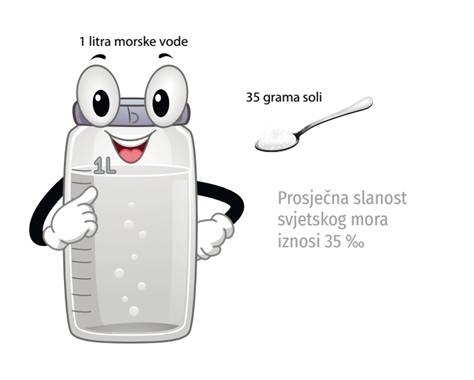 1 litra morske vode
35 grama soli
1L
Prosječna slanost
svjetskog mora
iznosi 35 ‰